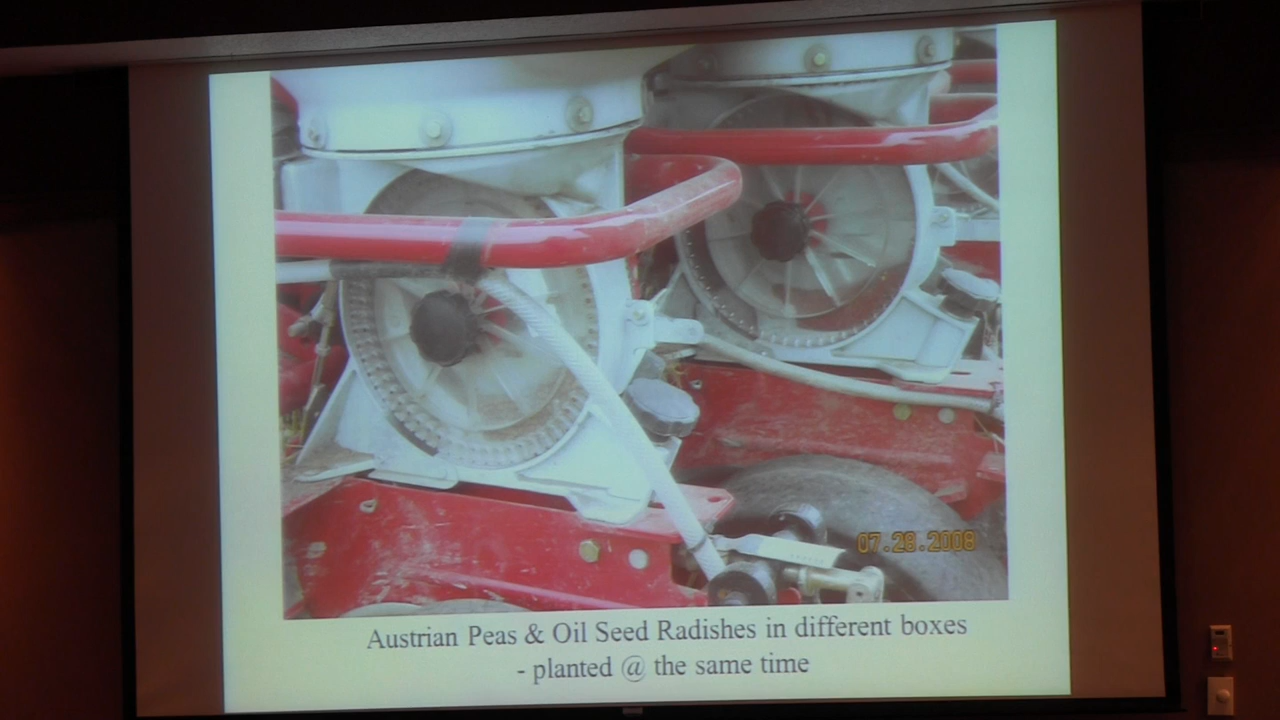 07.28.2008
Austrian Peas & Oil Seed Radishes in different boxes
- planted @ the same time